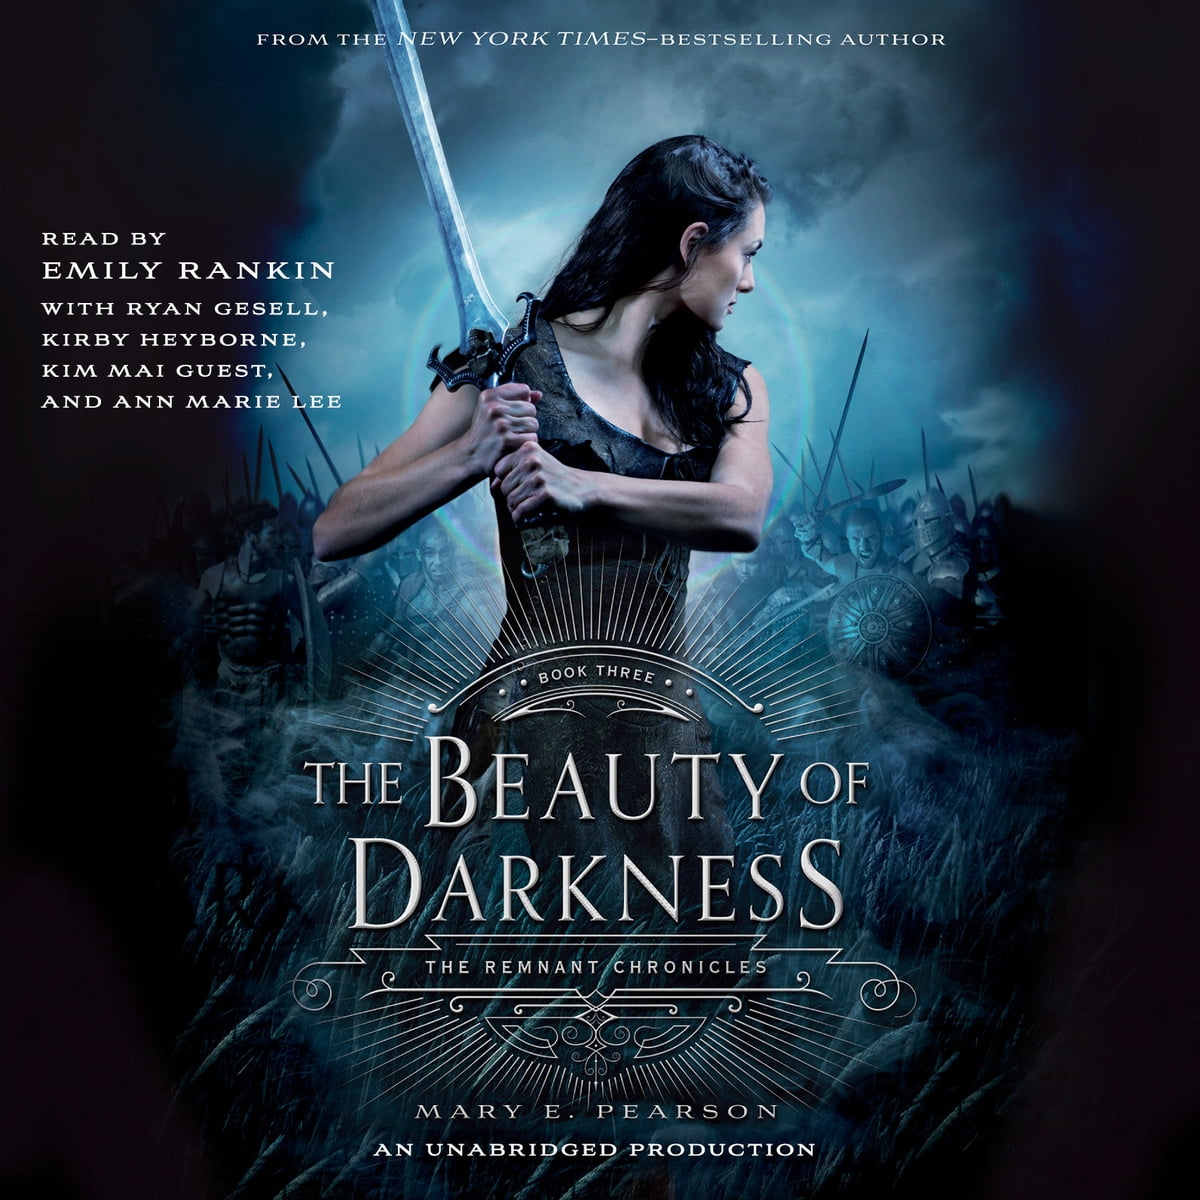 FROM THE NEW YORK TIMES–BESTSELLING AUTHOR
READ BY
EMILY RANKIN
WITH RYAN GESELL,
KIRBY HEYBORNE,
KIM MAI GUEST,
AND ANN MARIE LEE
BOOK THREE
THE BEAUTY OF
DARKNESS
THE REMNANT CHRONICLES
MARY E. PEARSON
AN UNABRIDGED PRODUCTION